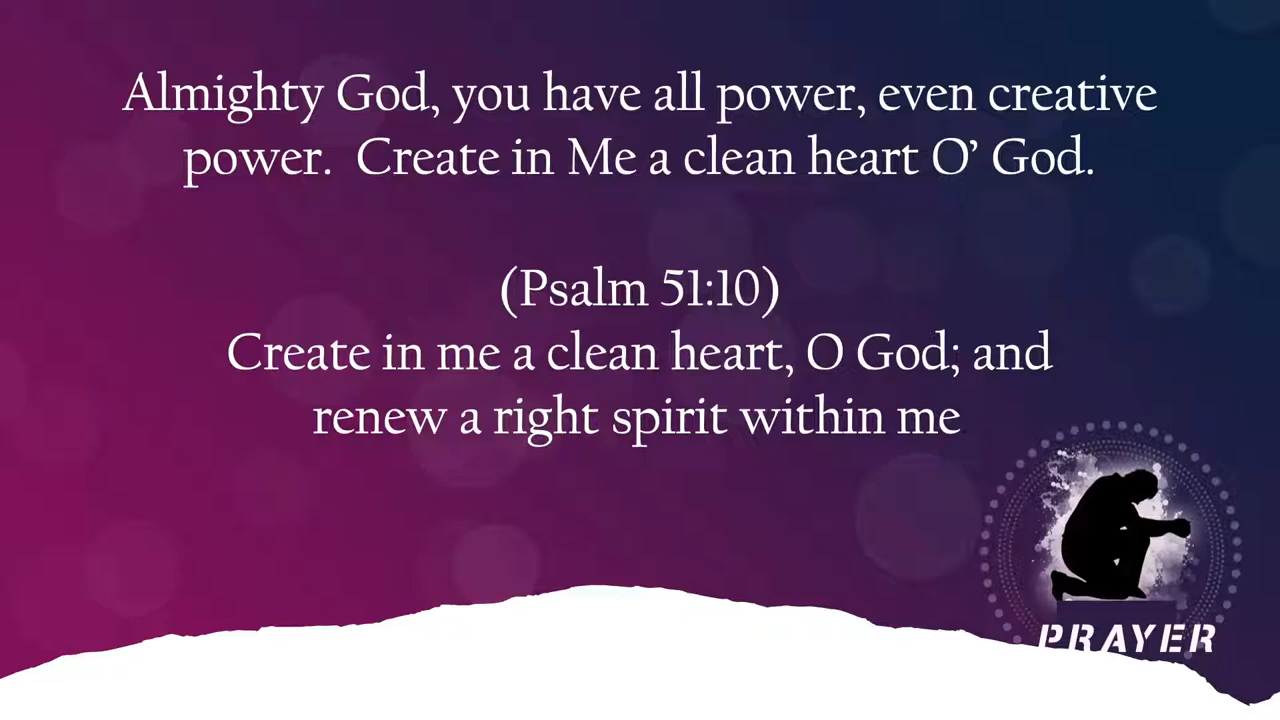 Almighty God, you have all power, even creative
power.  Create in Me a clean heart O’ God.
(Psalm 51:10)
Create in me a clean heart, O God; and
renew a right spirit within me
PRAYER